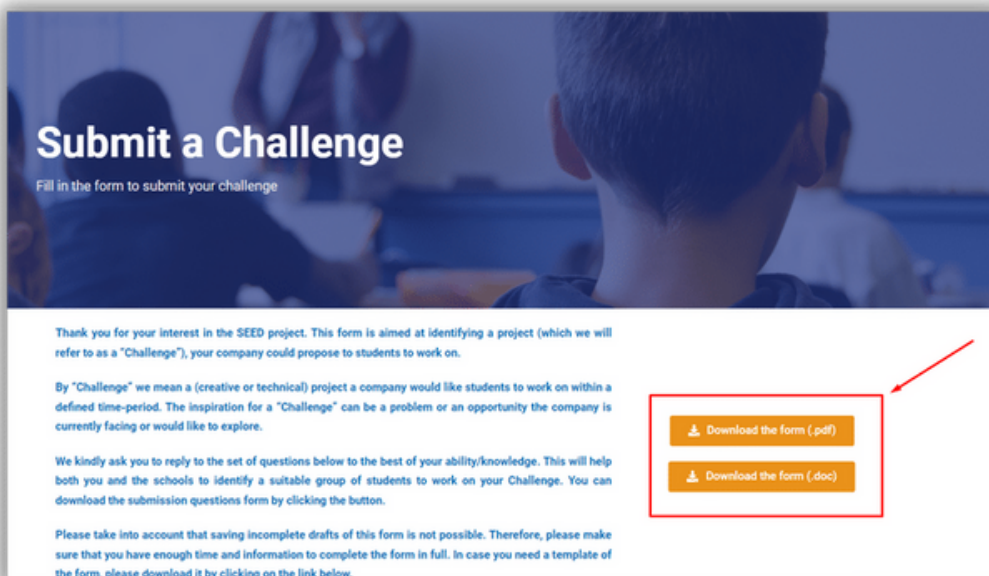 Submit a Challenge
Fill in the form to submit your challenge
Thank you for your interest in the SEED project. This form is aimed at identifying a project (which we will
refer to as a “Challenge”), your company could propose to students to work on.
By “Challenge” we mean a (creative or technical) project a company would like students to work on within a
defined time-period. The inspiration for a “Challenge” can be a problem or an opportunity the company is
currently facing or would like to explore.
We kindly ask you to reply to the set of questions below to the best of your ability/knowledge. This will help
both you and the schools to identify a suitable group of students to work on your Challenge. You can
download the submission questions form by clicking the button.
Please take into account that saving incomplete drafts of this form is not possible. Therefore, please make
sure that you have enough time and information to complete the form in full. In case you need a template of
the form, please download it by clicking on the link below.
Download the form (.pdf)
Download the form (.doc)